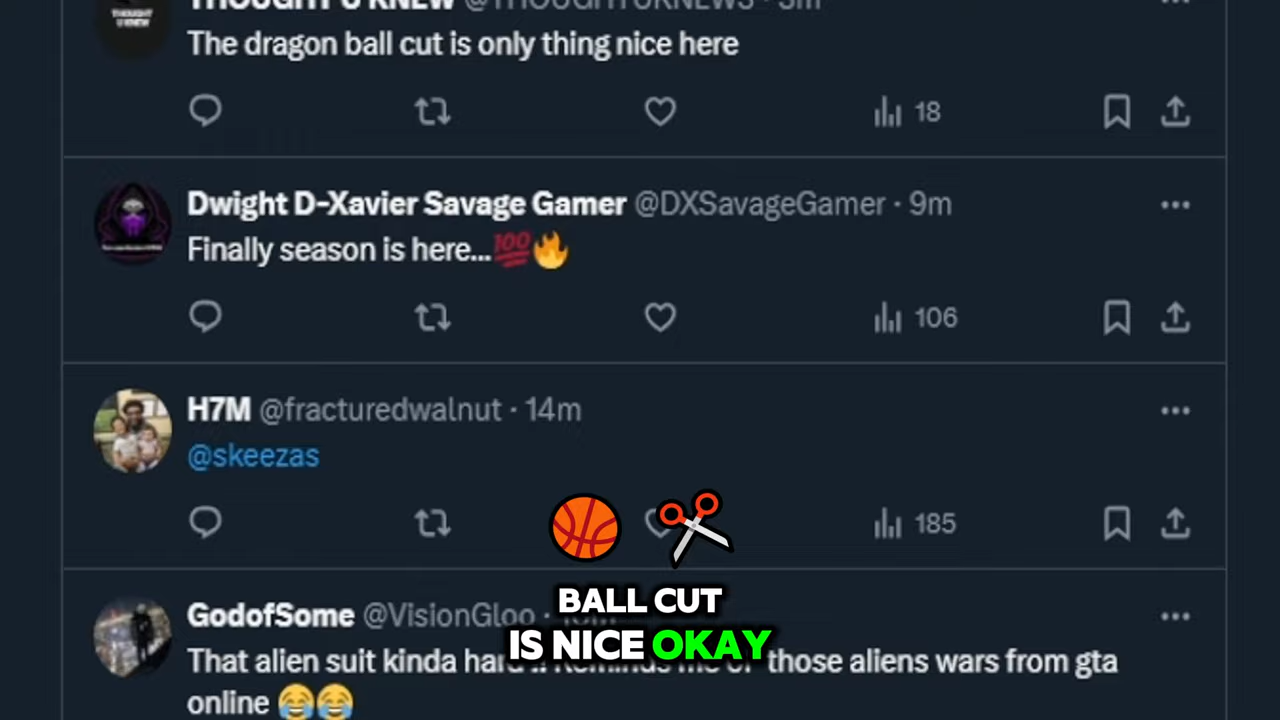 THOUGHT U KNEW @THOUGHTUKNEWS · 5m
The dragon ball cut is only thing nice here
18
Dwight D-Xavier Savage Gamer @DXSavageGamer · 9m
Finally season is here...💯🔥
106
H7M @fracturedwalnut · 14m
@skeezas
185
BALL CUT
IS NICE OKAY
GodofSome @VisionGloo ·
That alien suit kinda hard !! Reminds me of those aliens wars from gta
online 😂😂